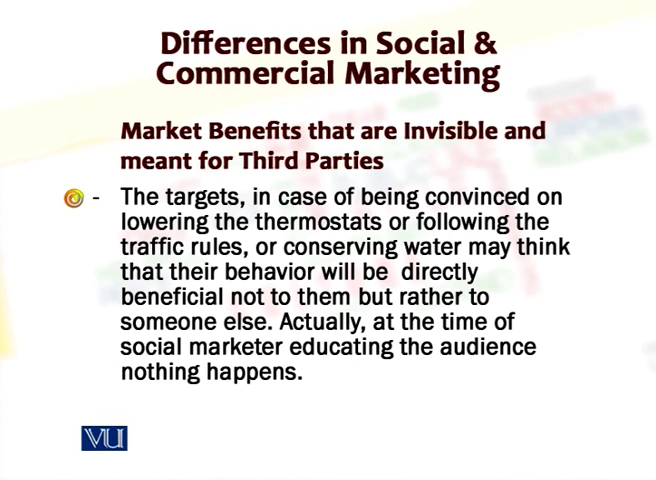 Differences in Social &
Commercial Marketing
Market Benefits that are Invisible and
meant for Third Parties
- The targets, in case of being convinced on
lowering the thermostats or following the
traffic rules, or conserving water may think
that their behavior will be directly
beneficial not to them but rather to
someone else. Actually, at the time of
social marketer educating the audience
nothing happens.
VU